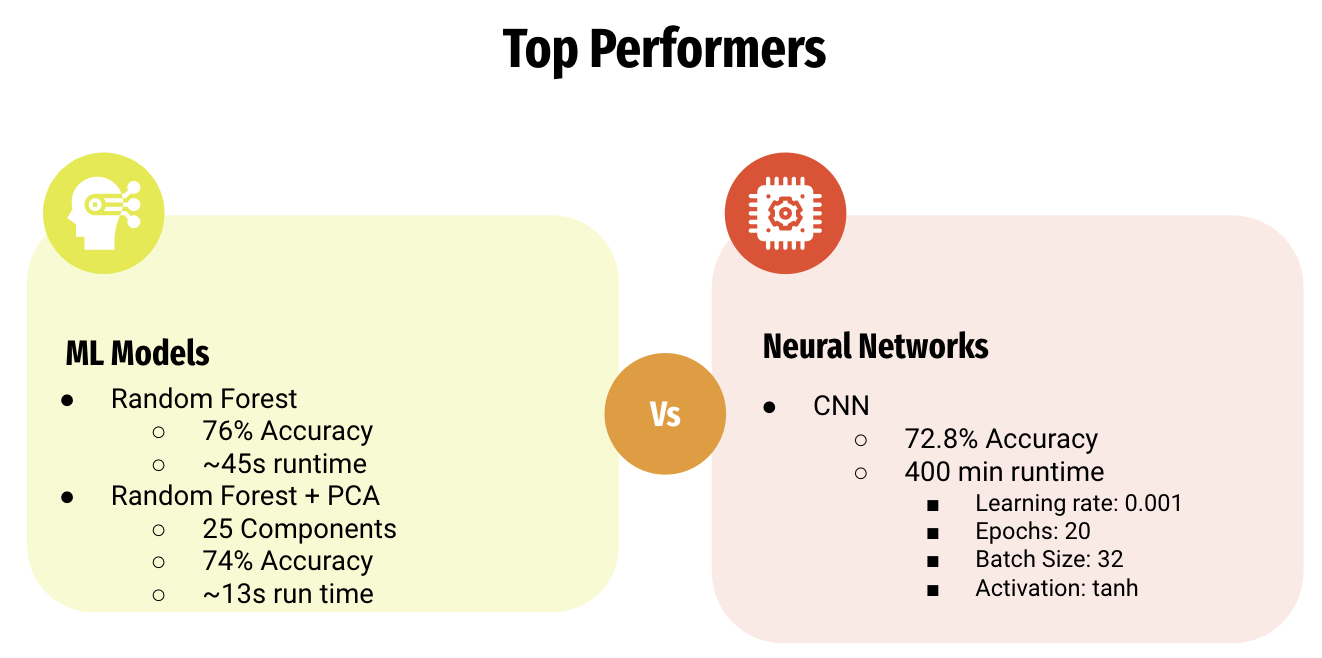 Top Performers
ML Models
● Random Forest
○ 76% Accuracy
○ ~45s runtime
● Random Forest + PCA
○ 25 Components
○ 74% Accuracy
○ ~13s run time
Vs
Neural Networks
● CNN
○ 72.8% Accuracy
○ 400 min runtime
■ Learning rate: 0.001
■ Epochs: 20
■ Batch Size: 32
■ Activation: tanh